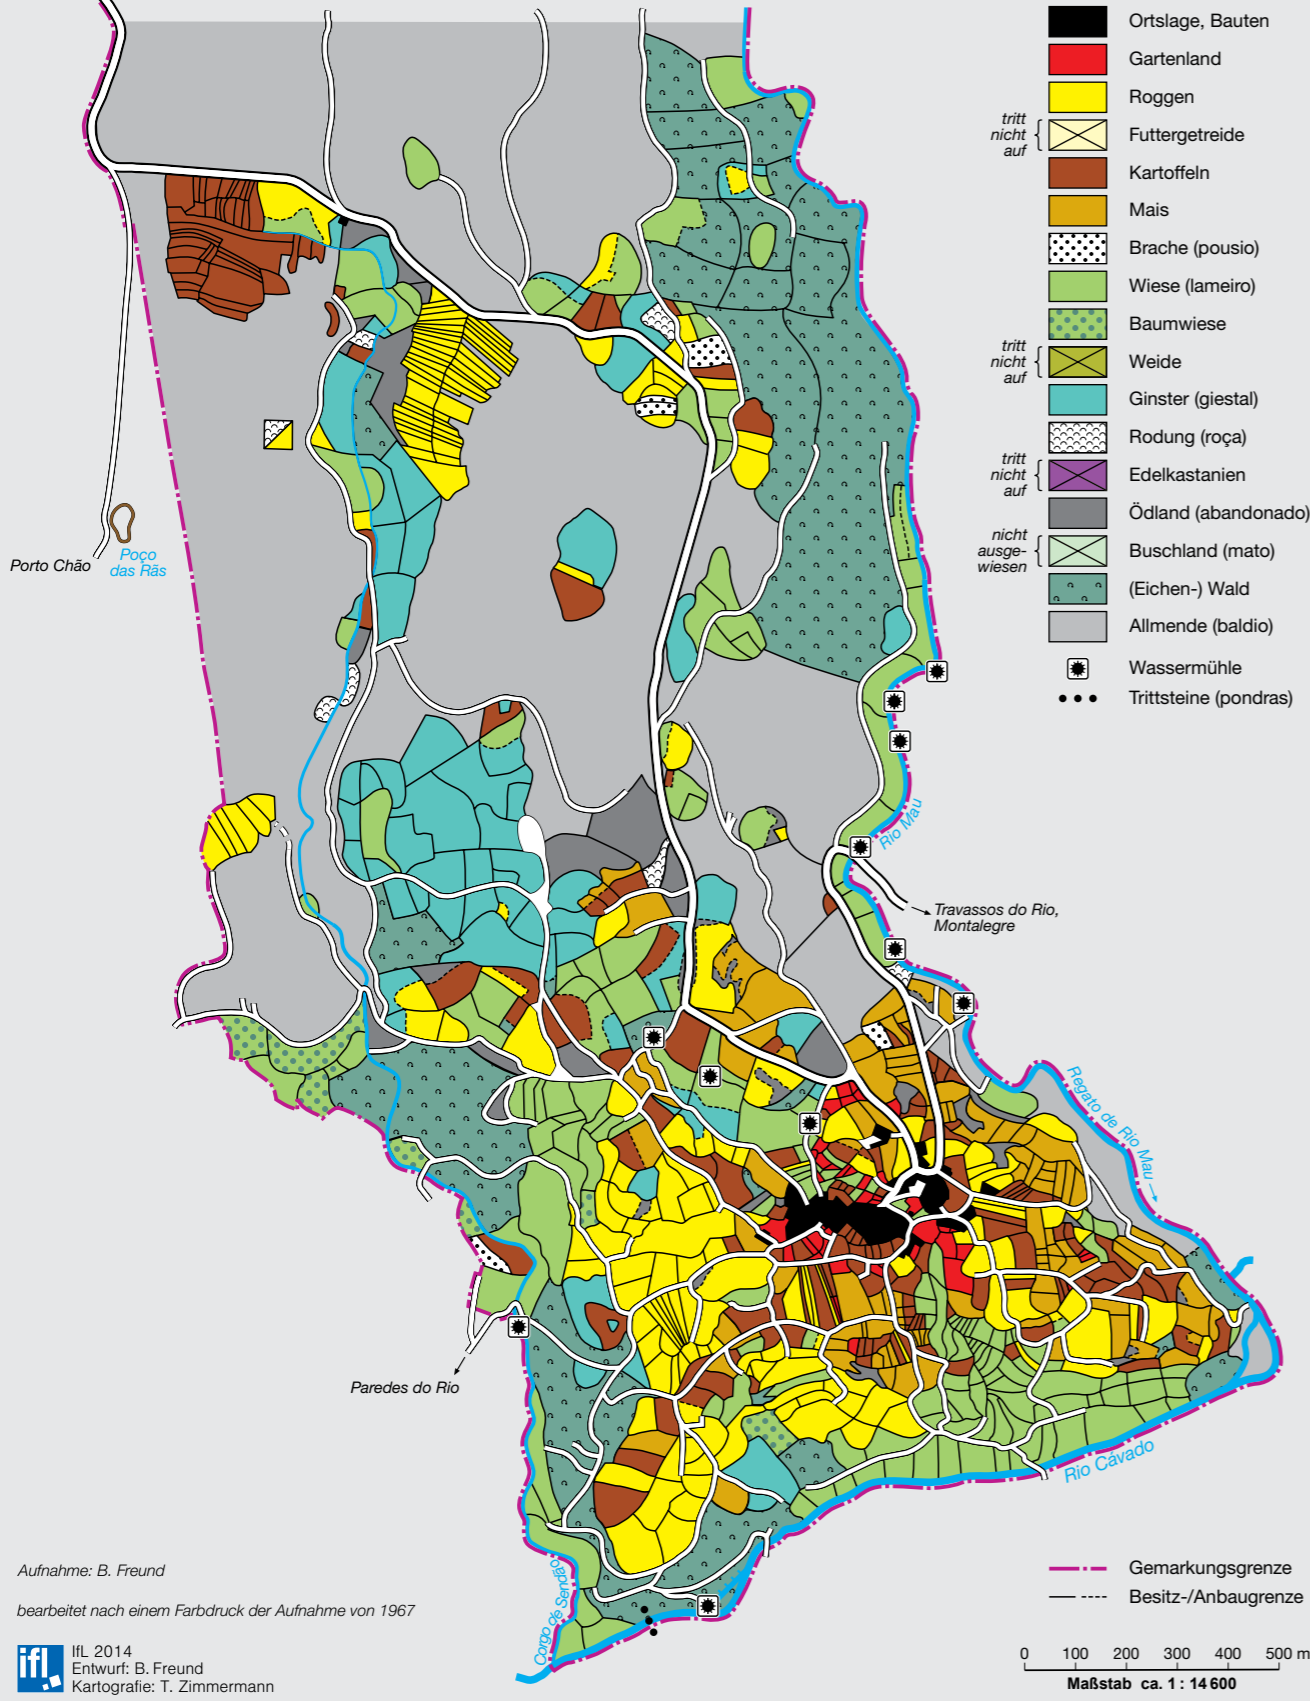 Ortslage, Bauten
Gartenland
Roggen
tritt
nicht
auf
Futtergetreide
Kartoffeln
Mais
Brache (pousio)
Wiese (lameiro)
Baumwiese
tritt
nicht
auf
Weide
Ginster (giestal)
Rodung (roça)
tritt
nicht
auf
Edelkastanien
Ödland (abandonado)
nicht
ausge-
wiesen
Buschland (mato)
(Eichen-) Wald
Allmende (baldio)
Wassermühle
Trittsteine (pondras)
Porto Chão
Poço
das Rãs
Rio Mau
Travassos do Rio,
Montalegre
Regato de Rio Mau
Paredes do Rio
Rio Cávado
Corgo de Sendão
Aufnahme: B. Freund
bearbeitet nach einem Farbdruck der Aufnahme von 1967
ifl
IfL 2014
Entwurf: B. Freund
Kartografie: T. Zimmermann
Gemarkungsgrenze
Besitz-/Anbaugrenze
0 100 200 300 400 500 m
Maßstab ca. 1 : 14 600